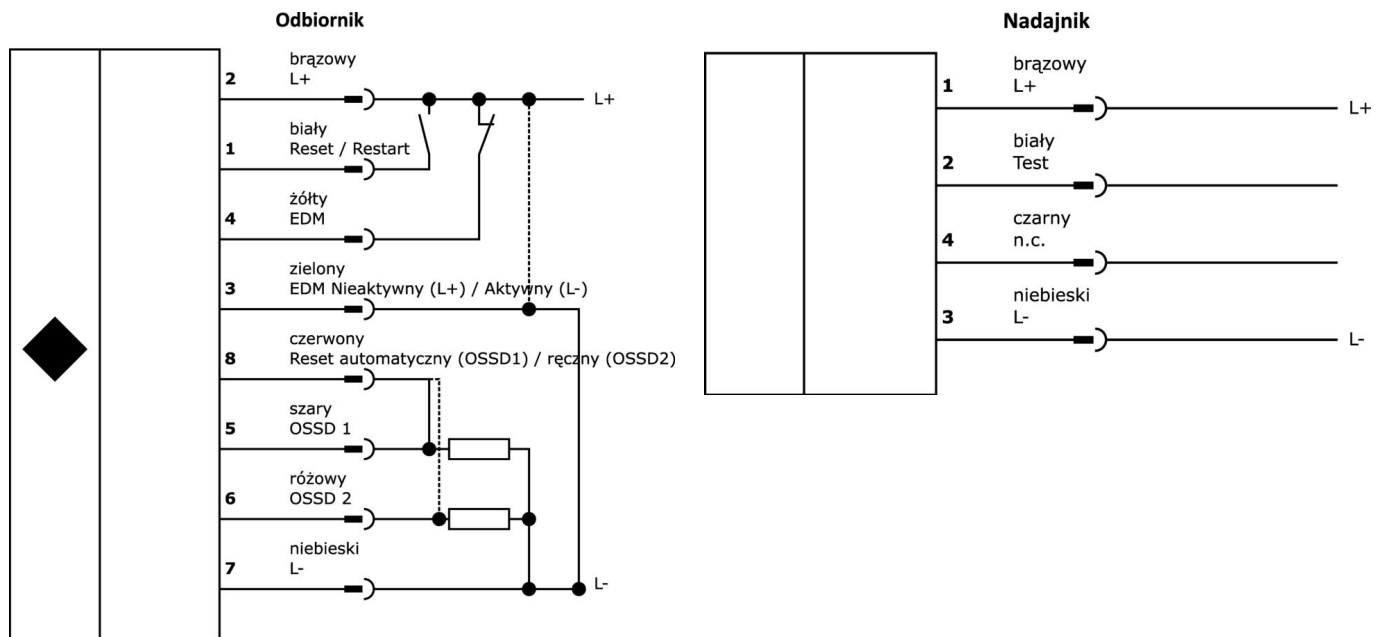 Odbiornik
2
brązowy
L+
L+
1
biały
Reset / Restart
4
żółty
EDM
3
zielony
EDM Nieaktywny (L+) / Aktywny (L-)
8
czerwony
Reset automatyczny (OSSD1) / ręczny (OSSD2)
5
szary
OSSD 1
6
różowy
OSSD 2
7
niebieski
L-
L-
Nadajnik
1
brązowy
L+
L+
2
biały
Test
4
czarny
n.c.
3
niebieski
L-
L-